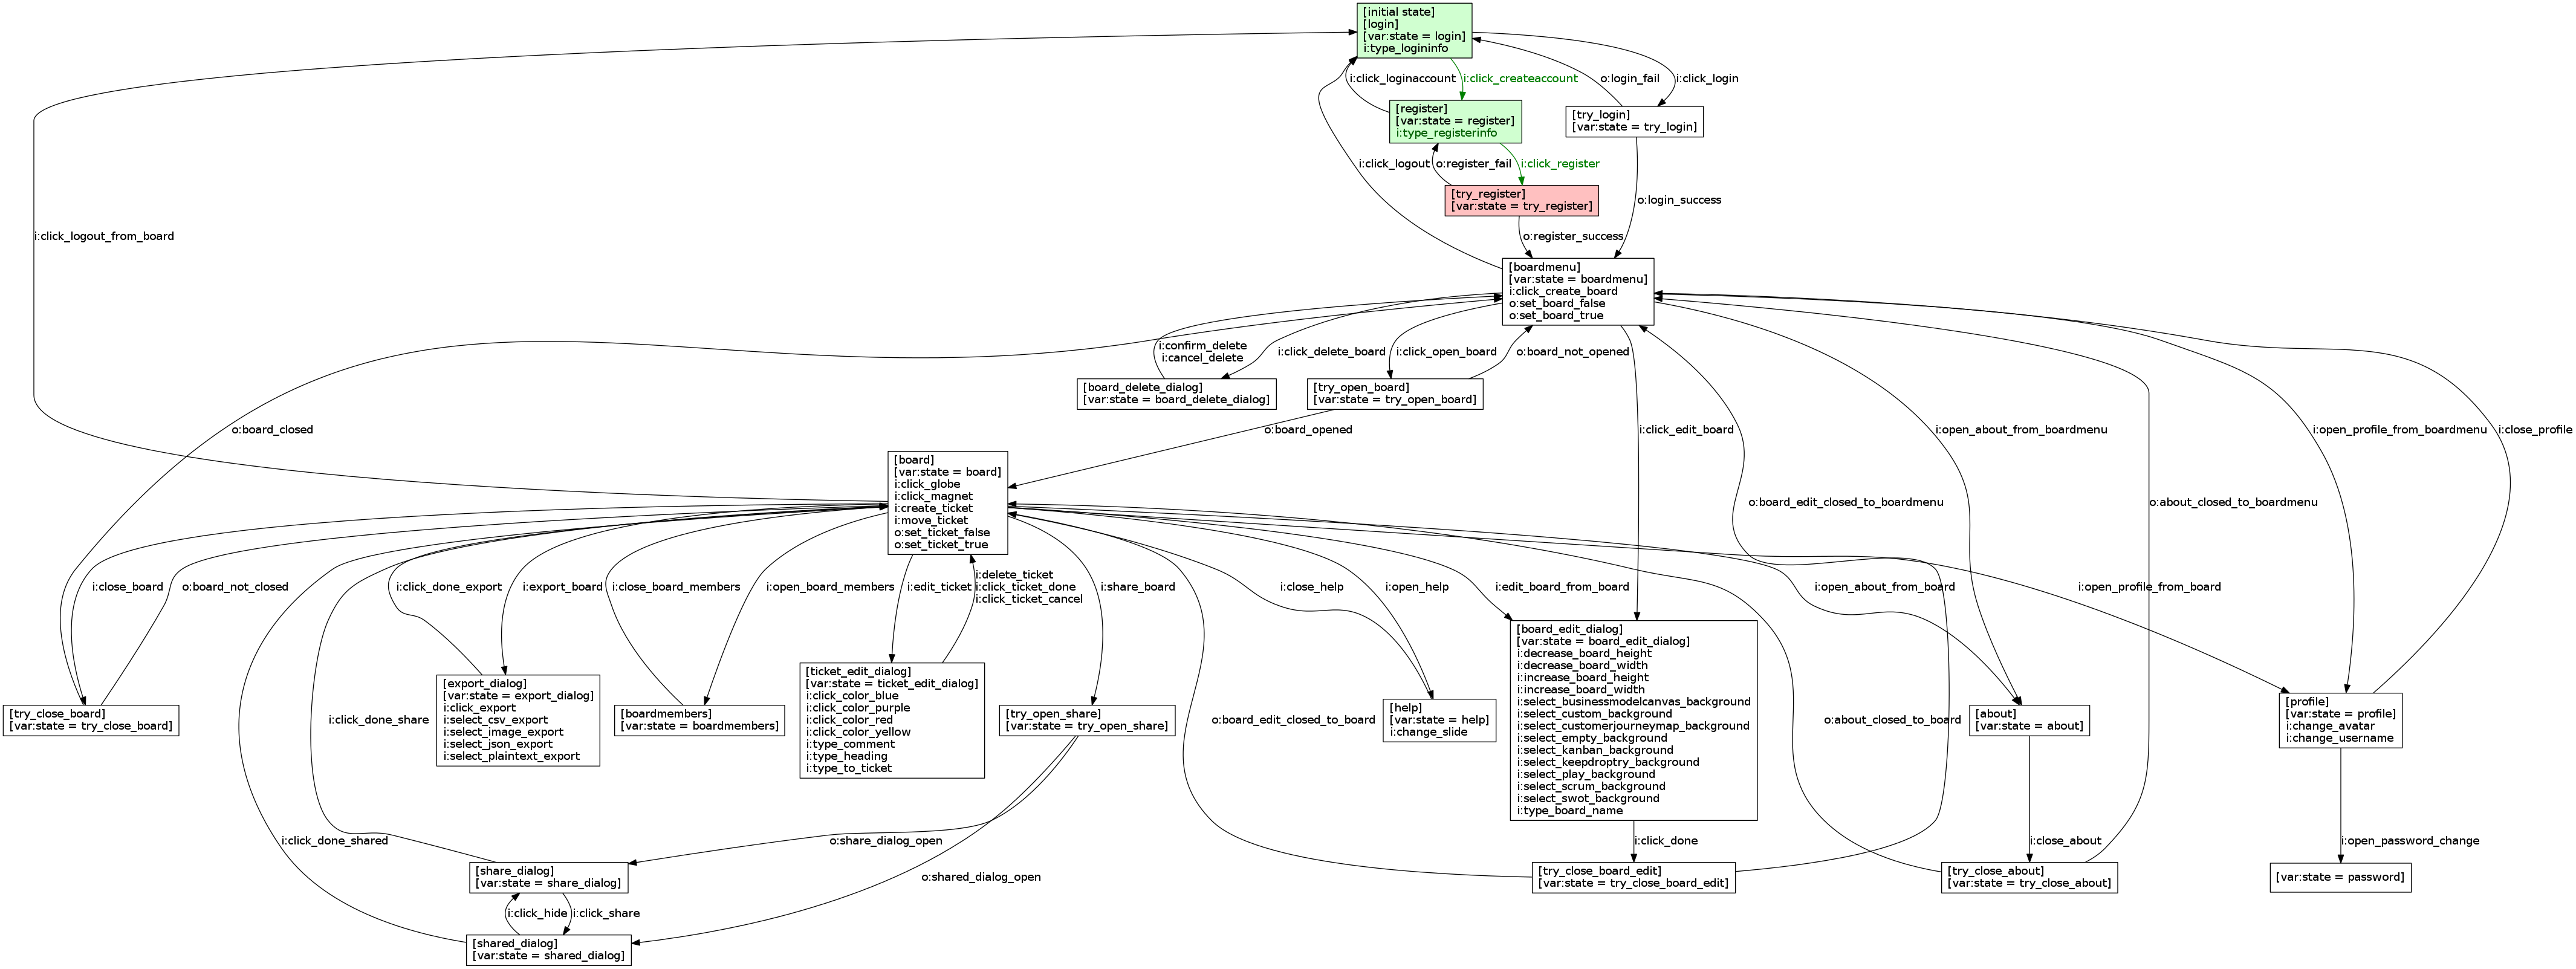 [initial state]
[login]
[var:state = login]
i:type_logininfo
i:click_loginaccount
i:click_createaccount
o:login_fail
i:click_login
[register]
[var:state = register]
i:type_registerinfo
[try_login]
[var:state = try_login]
i:click_logout
o:register_fail
i:click_register
[try_register]
[var:state = try_register]
o:login_success
i:click_logout_from_board
o:register_success
[boardmenu]
[var:state = boardmenu]
i:click_create_board
o:set_board_false
o:set_board_true
i:confirm_delete
i:cancel_delete
i:click_delete_board
i:click_open_board
o:board_not_opened
[board_delete_dialog]
[var:state = board_delete_dialog]
[try_open_board]
[var:state = try_open_board]
o:board_closed
o:board_opened
i:click_edit_board
i:open_about_from_boardmenu
i:open_profile_from_boardmenu
i:close_profile
[board]
[var:state = board]
i:click_globe
i:click_magnet
i:create_ticket
i:move_ticket
o:set_ticket_false
o:set_ticket_true
o:board_edit_closed_to_boardmenu
o:about_closed_to_boardmenu
i:close_board
o:board_not_closed
i:click_done_export
i:export_board
i:close_board_members
i:open_board_members
i:edit_ticket
i:delete_ticket
i:click_ticket_done
i:click_ticket_cancel
i:share_board
i:close_help
i:open_help
i:edit_board_from_board
i:open_about_from_board
i:open_profile_from_board
[try_close_board]
[var:state = try_close_board]
i:click_done_share
[export_dialog]
[var:state = export_dialog]
i:click_export
i:select_csv_export
i:select_image_export
i:select_json_export
i:select_plaintext_export
[boardmembers]
[var:state = boardmembers]
[ticket_edit_dialog]
[var:state = ticket_edit_dialog]
i:click_color_blue
i:click_color_purple
i:click_color_red
i:click_color_yellow
i:type_comment
i:type_heading
i:type_to_ticket
[try_open_share]
[var:state = try_open_share]
o:board_edit_closed_to_board
[help]
[var:state = help]
i:change_slide
[board_edit_dialog]
[var:state = board_edit_dialog]
i:decrease_board_height
i:decrease_board_width
i:increase_board_height
i:increase_board_width
i:select_businessmodelcanvas_background
i:select_custom_background
i:select_customerjourneymap_background
i:select_empty_background
i:select_kanban_background
i:select_keepdroptry_background
i:select_play_background
i:select_scrum_background
i:select_swot_background
i:type_board_name
o:about_closed_to_board
[about]
[var:state = about]
[profile]
[var:state = profile]
i:change_avatar
i:change_username
i:click_done_shared
o:share_dialog_open
i:click_done
i:close_about
i:open_password_change
[share_dialog]
[var:state = share_dialog]
o:shared_dialog_open
[try_close_board_edit]
[var:state = try_close_board_edit]
[try_close_about]
[var:state = try_close_about]
[var:state = password]
i:click_hide
i:click_share
[shared_dialog]
[var:state = shared_dialog]